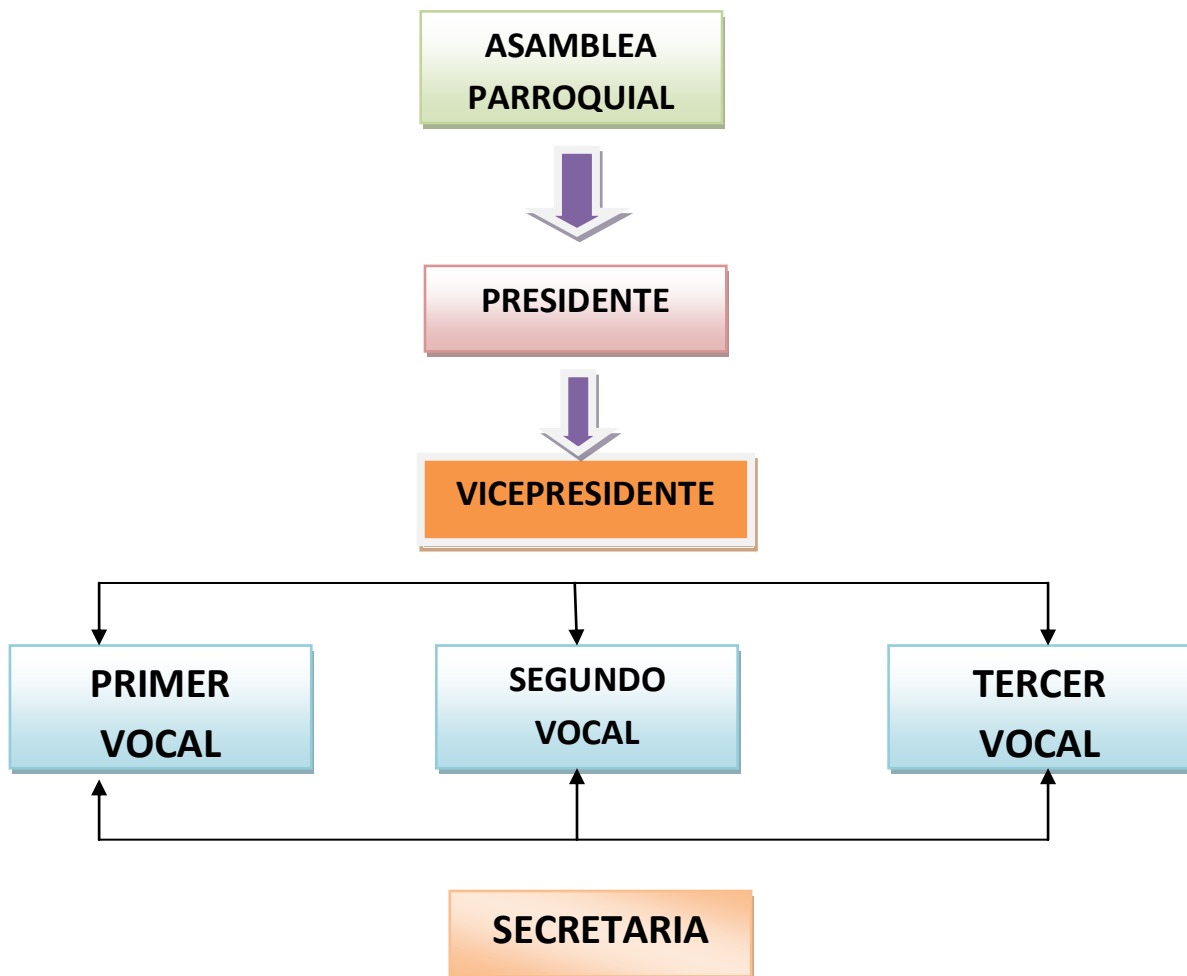 ASAMBLEA
PARROQUIAL
PRESIDENTE
VICEPRESIDENTE
PRIMER
VOCAL
SEGUNDO
VOCAL
TERCER
VOCAL
SECRETARIA